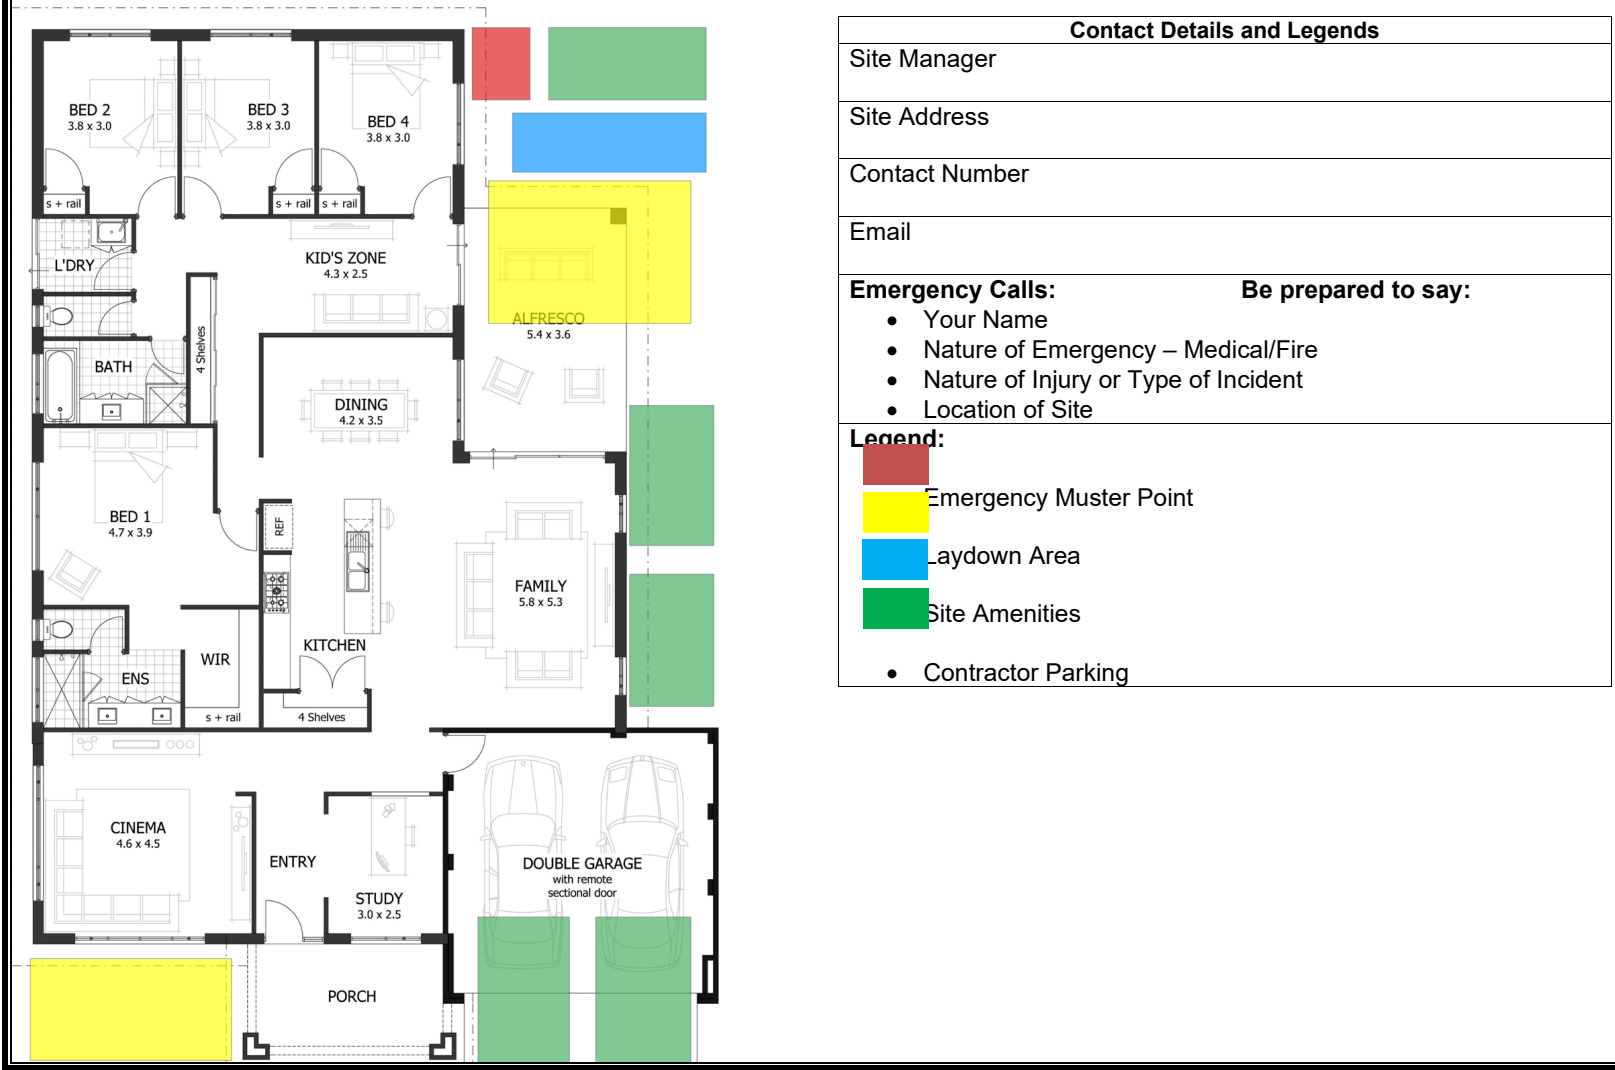 BED 2
3.8 x 3.0
BED 3
3.8 x 3.0
BED 4
3.8 x 3.0
s + rail
s + rail
s + rail
L'DRY
KID'S ZONE
4.3 x 2.5
ALFRESCO
5.4 x 3.6
4 Shelves
BATH
DINING
4.2 x 3.5
BED 1
4.7 x 3.9
REF
FAMILY
5.8 x 5.3
KITCHEN
WIR
ENS
s + rail
4 Shelves
CINEMA
4.6 x 4.5
ENTRY
STUDY
3.0 x 2.5
DOUBLE GARAGE
with remote
sectional door
PORCH
Contact Details and Legends
Site Manager
Site Address
Contact Number
Email
Emergency Calls: Be prepared to say:
• Your Name
• Nature of Emergency – Medical/Fire
• Nature of Injury or Type of Incident
• Location of Site
Legend:
Emergency Muster Point
Laydown Area
Site Amenities
• Contractor Parking